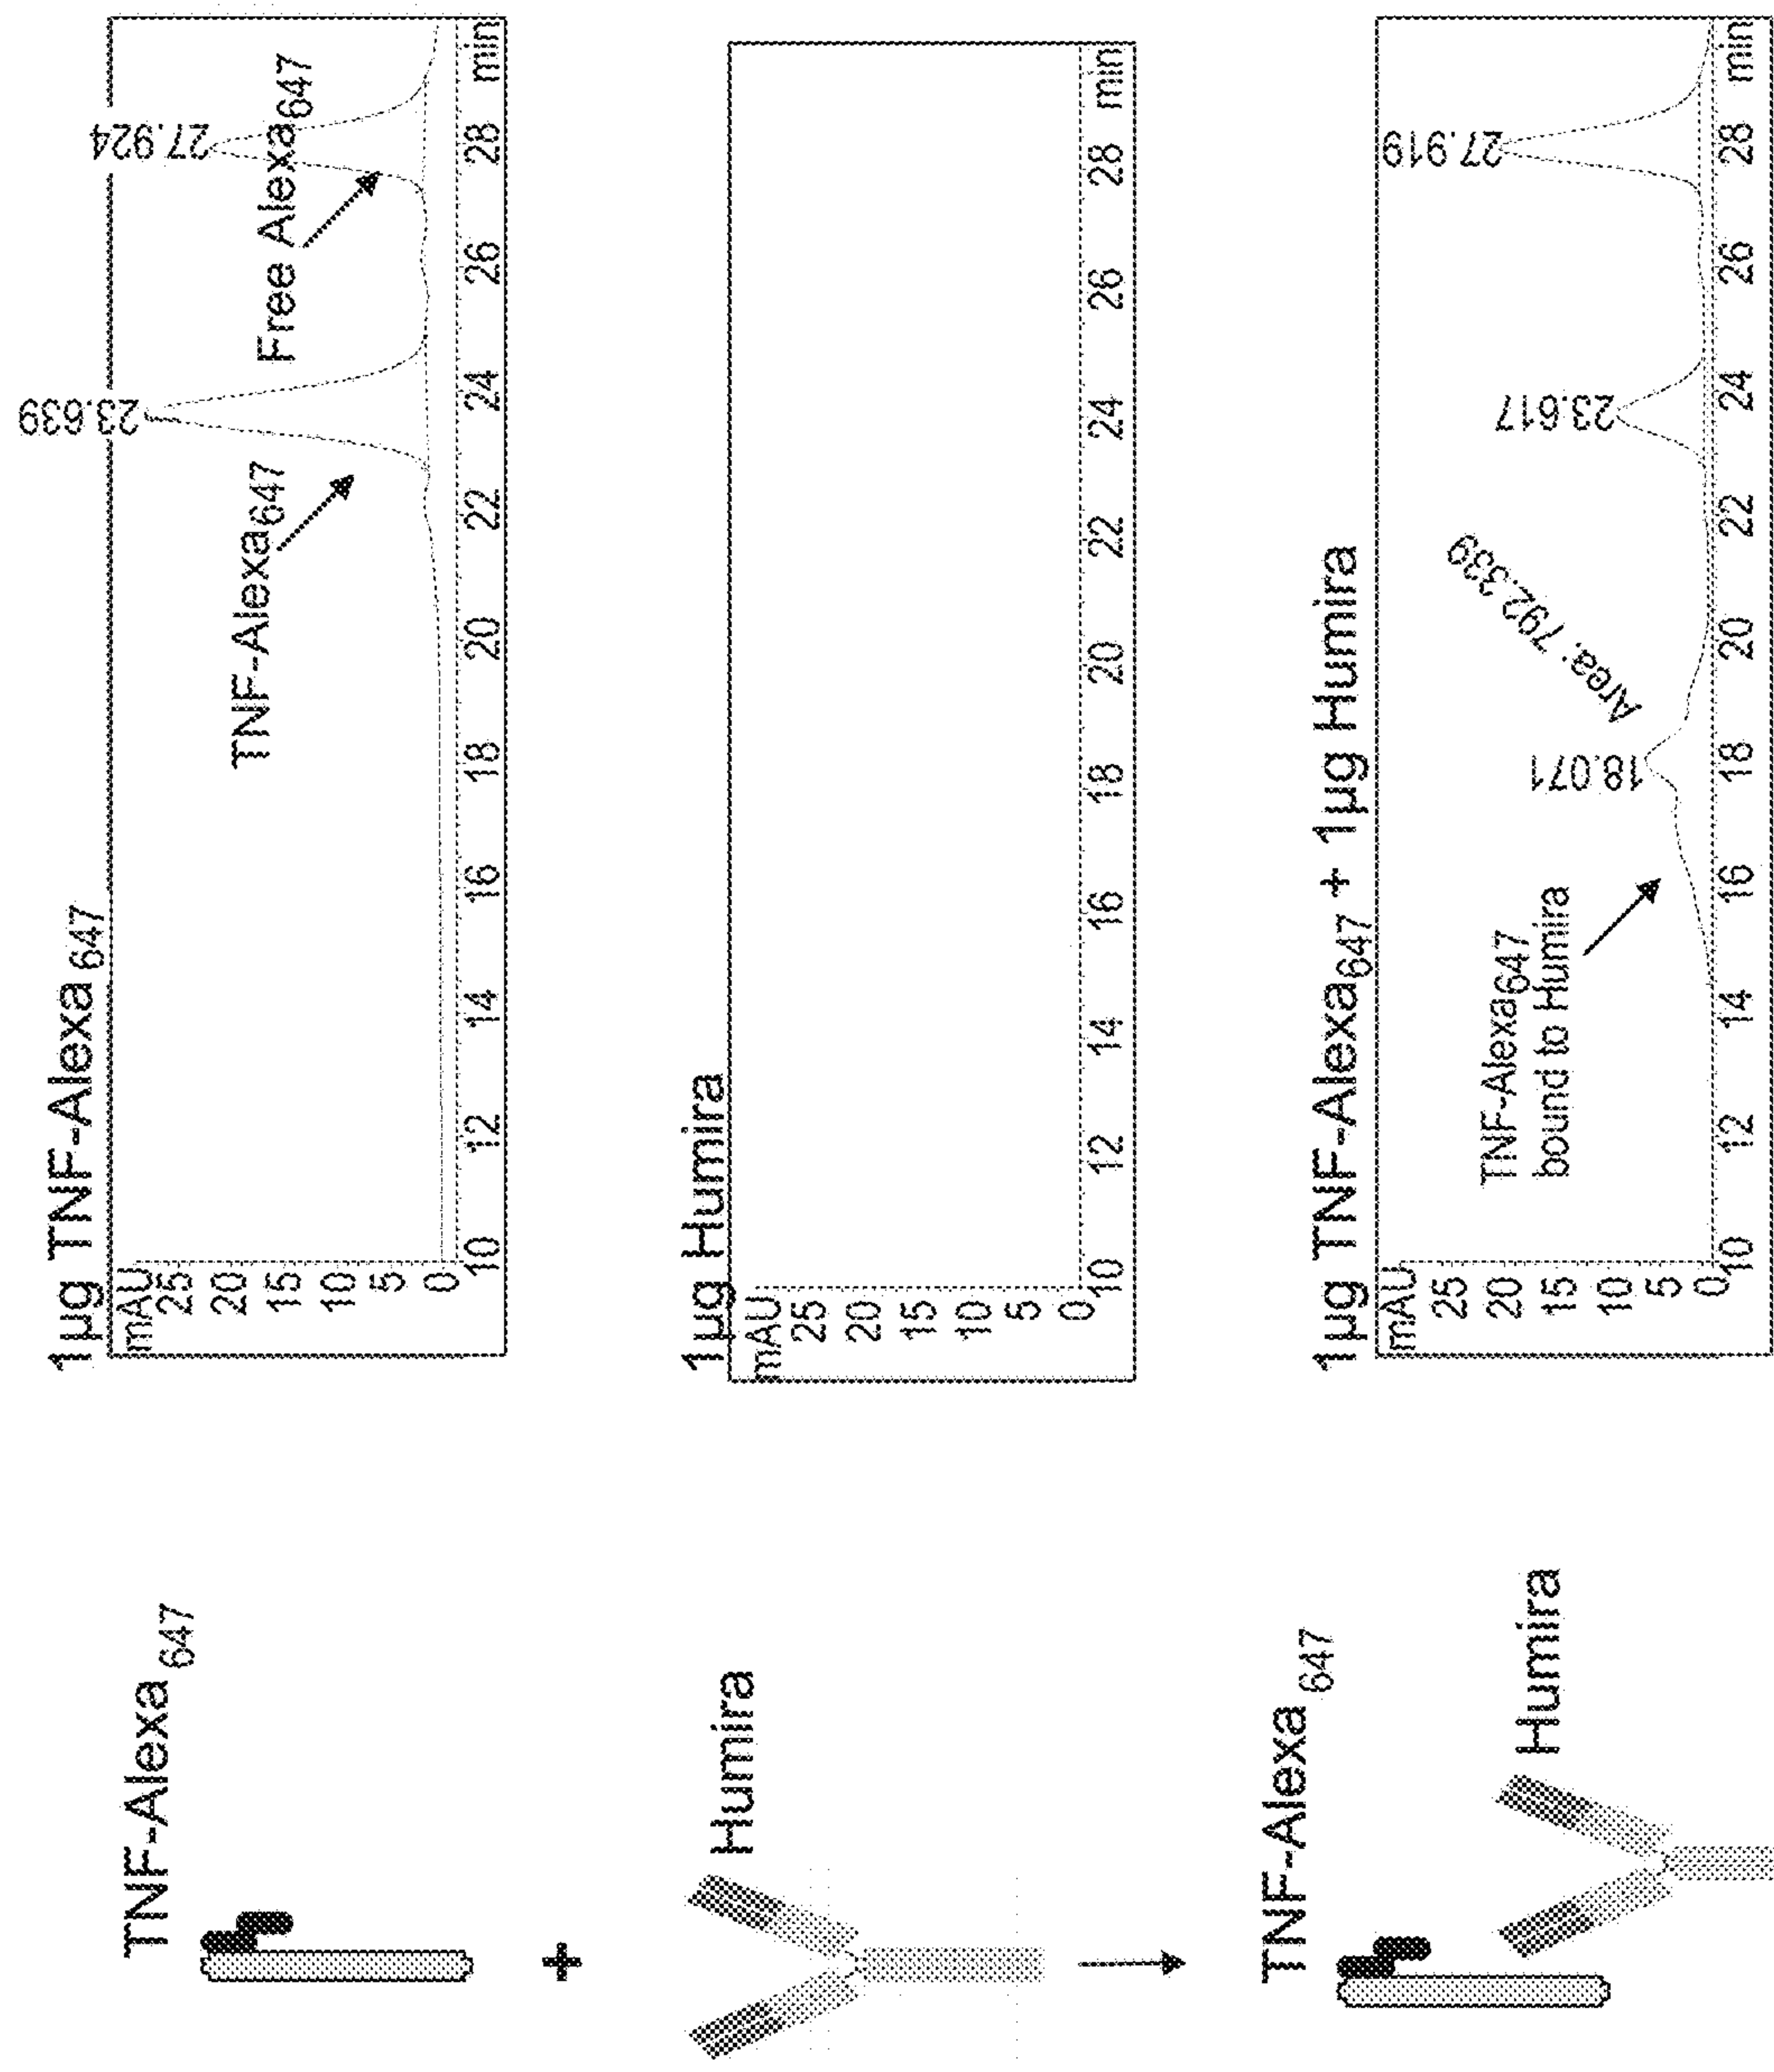 TNF-Alexa647
+
Humira
TNF-Alexa647
Humira
1µg TNF-Alexa647
mAU
25
20
15
10
5
0
10 12 14 16 18 20 22 24 26 28 min
TNF-Alexa647
23.639
Free Alexa647
27.924
1µg Humira
mAU
25
20
15
10
5
0
10 12 14 16 18 20 22 24 26 28 min
1µg TNF-Alexa647 + 1µg Humira
mAU
25
20
15
10
5
0
10 12 14 16 18 20 22 24 26 28 min
TNF-Alexa647
bound to Humira
18.071
Area: 792.339
23.617
27.919